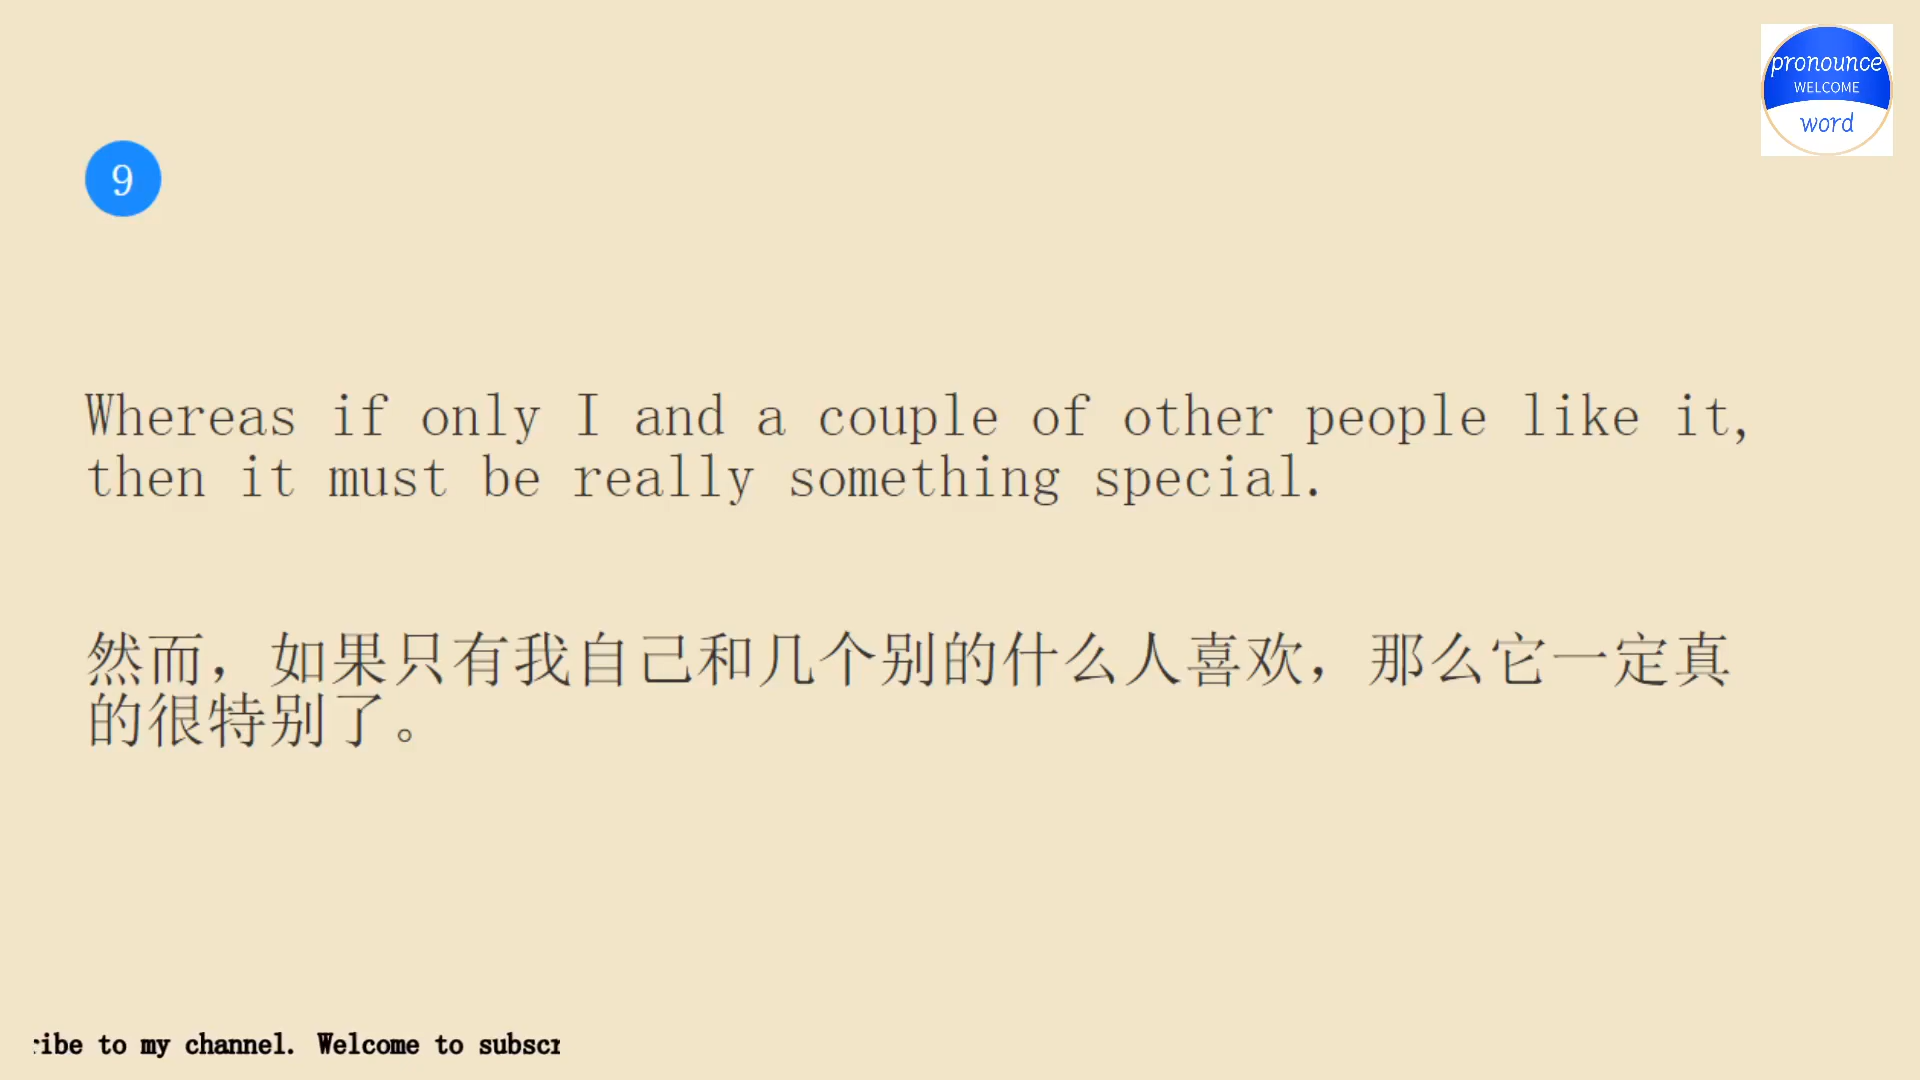 pronounce
WELCOME
word
9
Whereas if only I and a couple of other people like it,
then it must be really something special.
然而，如果只有我自己和几个别的什么人喜欢，那么它一定真
的很特别了。
ribe to my channel. Welcome to subscr